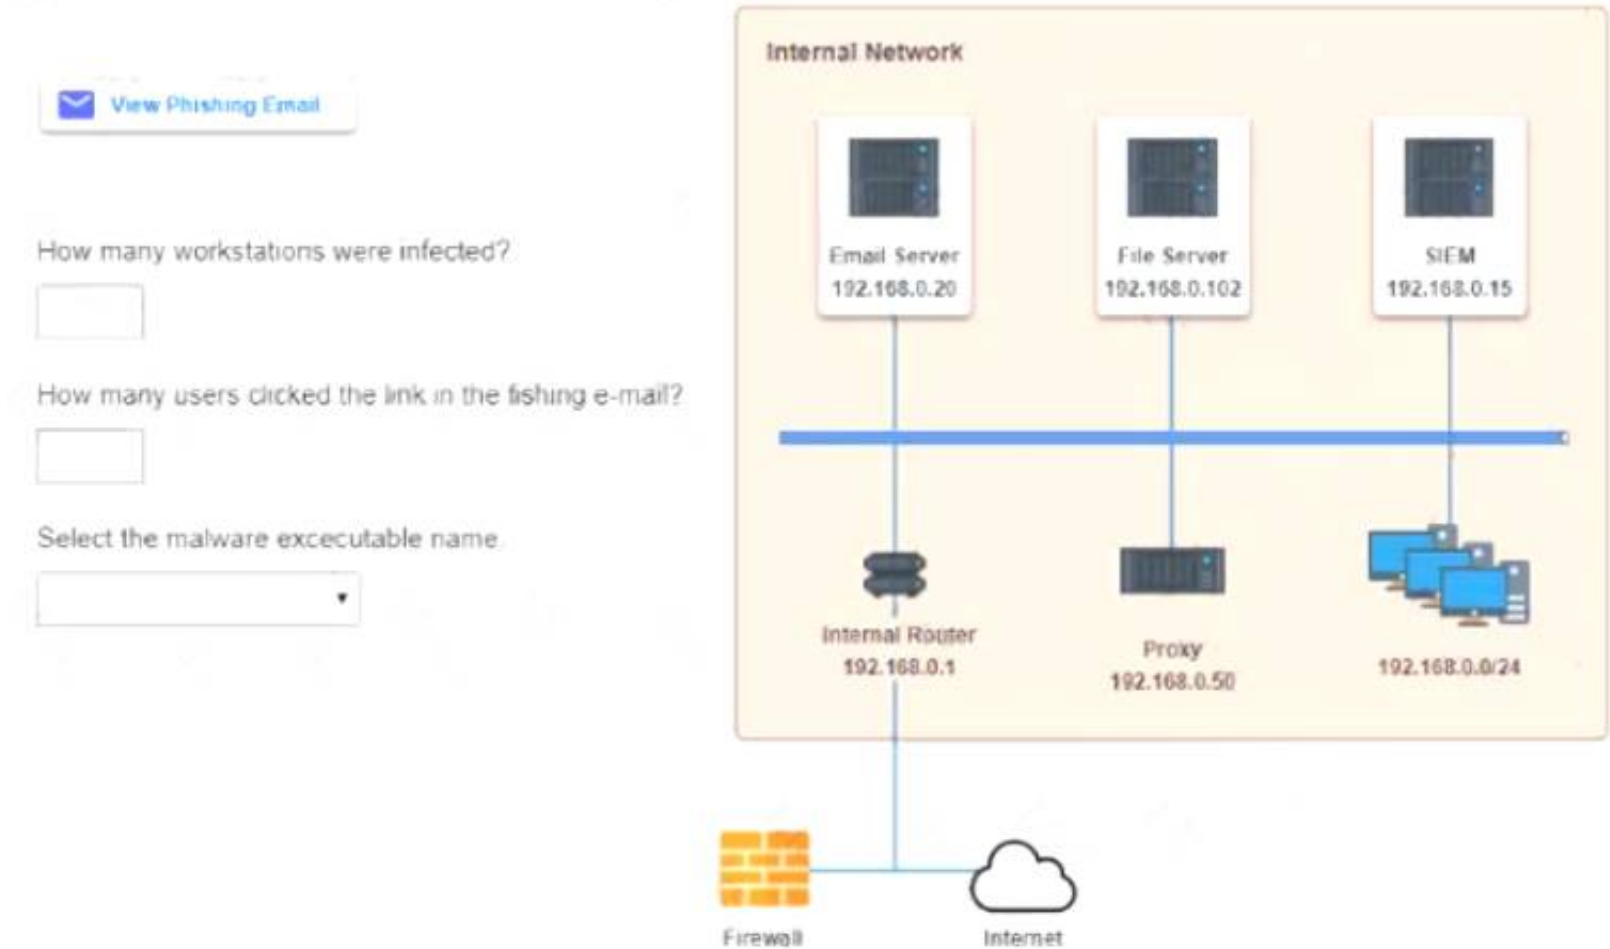 View Phishing Email
How many workstations were infected?
How many users clicked the link in the fishing e-mail?
Select the malware excecutable name
Internal Network
Email Server
192.168.0.20
File Server
192.168.0.102
SIEM
192.168.0.15
Internal Router
192.168.0.1
Proxy
192.168.0.50
192.168.0.0/24
Firewall
Internet